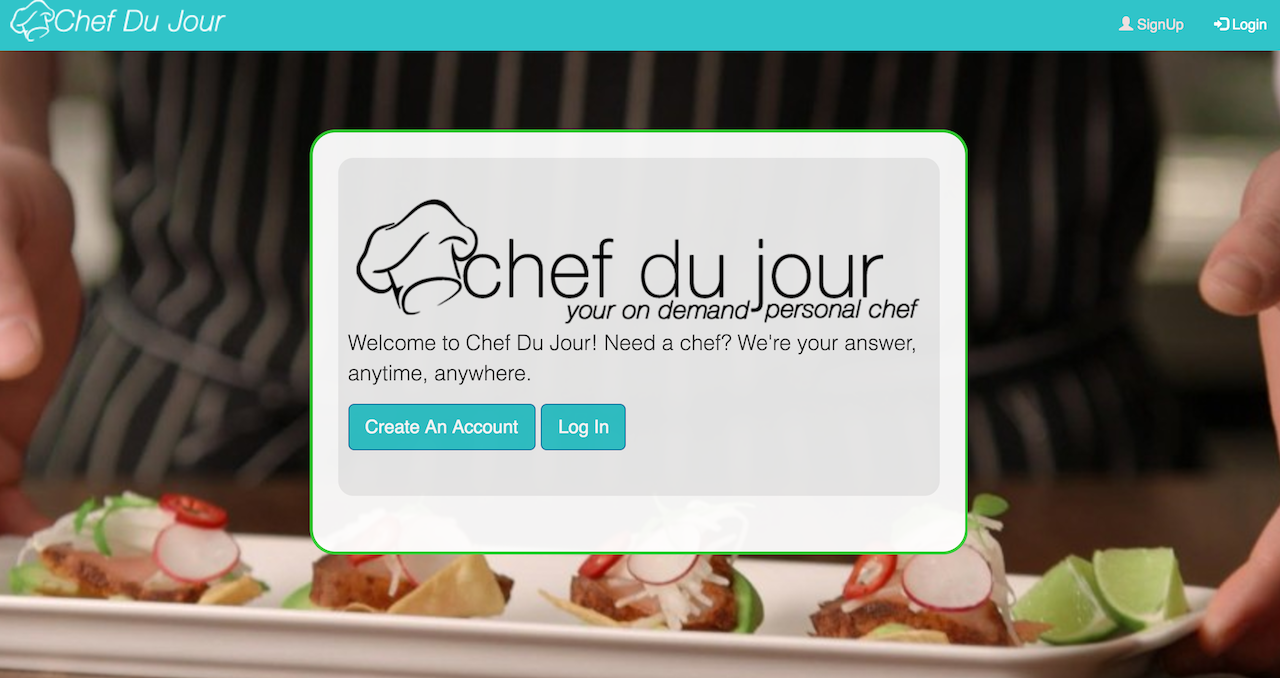 Chef Du Jour
SignUp
Login
chef du jour
your on demand personal chef
Welcome to Chef Du Jour! Need a chef? We're your answer,
anytime, anywhere.
Create An Account
Log In